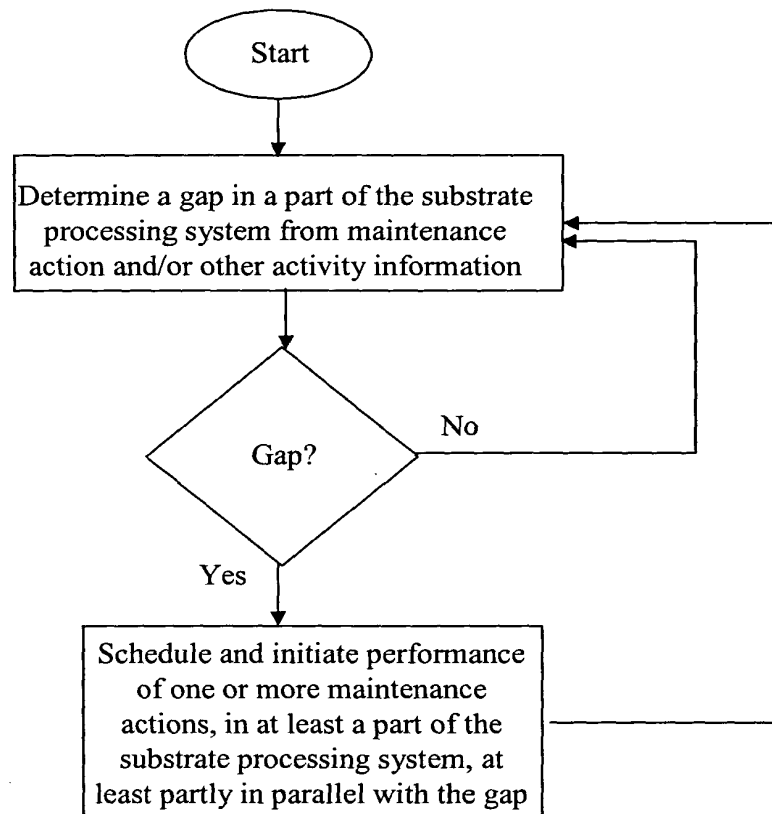 Start
Determine a gap in a part of the substrate
processing system from maintenance
action and/or other activity information
No
Gap?
Yes
Schedule and initiate performance
of one or more maintenance
actions, in at least a part of the
substrate processing system, at
least partly in parallel with the gap